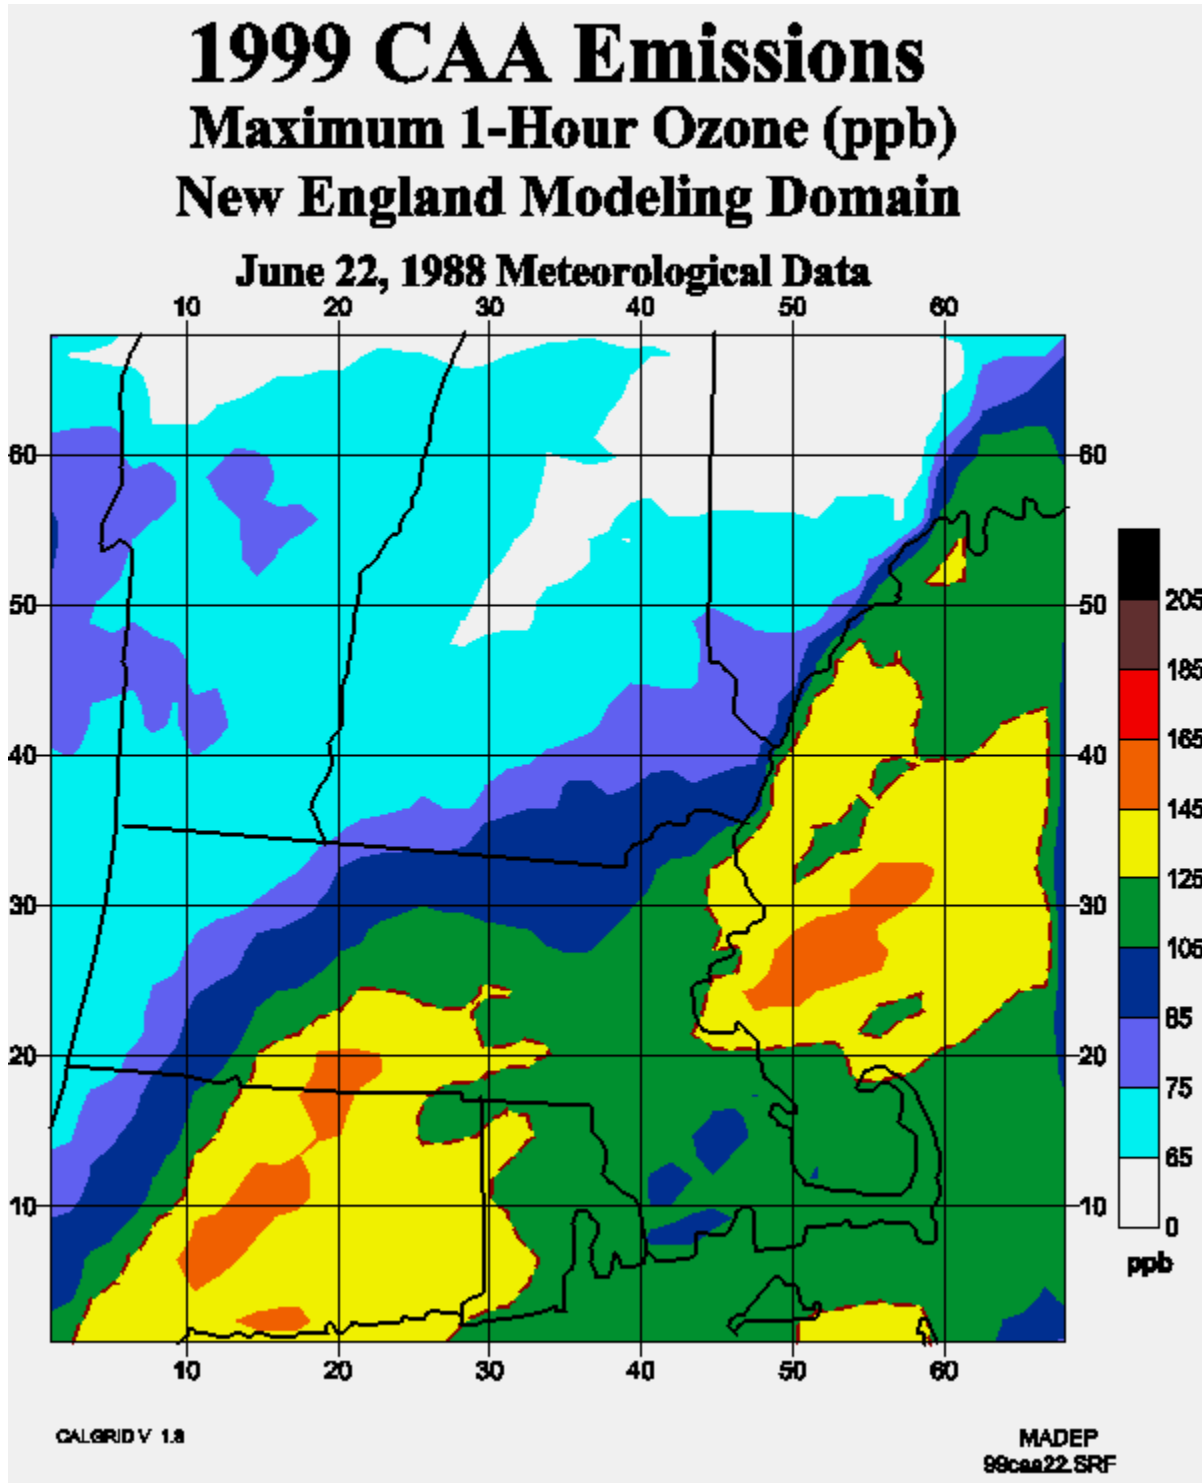 1999 CAA Emissions
Maximum 1-Hour Ozone (ppb)
New England Modeling Domain
June 22, 1988 Meteorological Data
10 20 30 40 50 60
60 60
50 50
205
185
40 40
165
145
125
30 30
105
85
20 20
75
65
10 10
0
ppb
10 20 30 40 50 60
CALGRID V 1.8
MADEP
99caa22.SRF